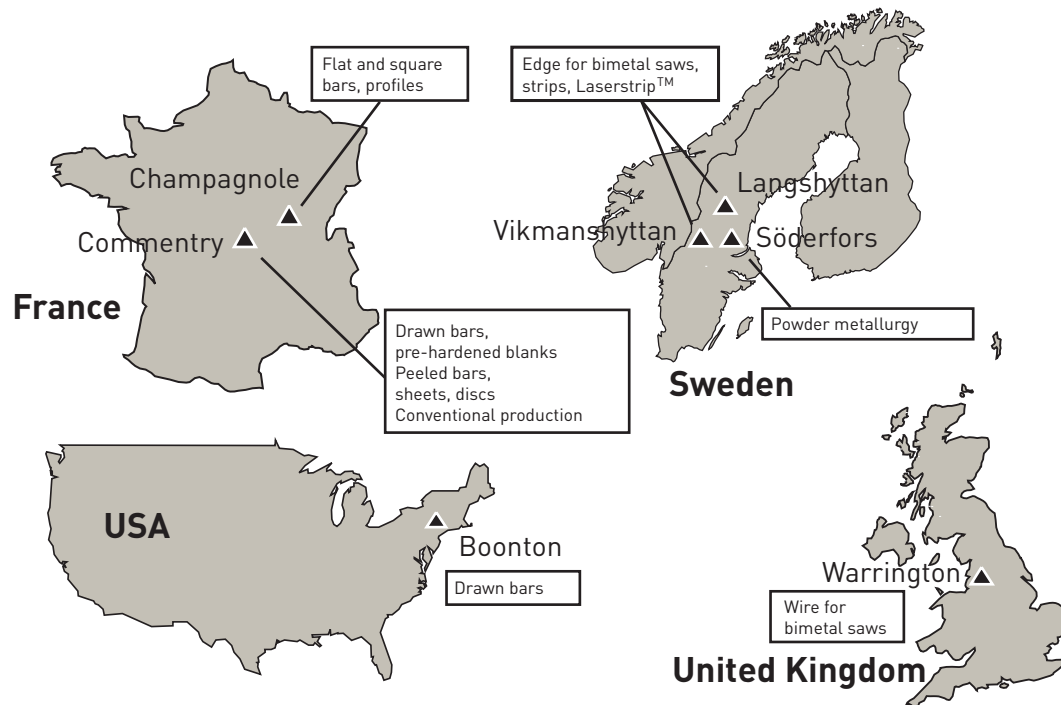 Flat and square
bars, profiles
Champagnole
Commentry
France
Drawn bars,
pre-hardened blanks
Peeled bars,
sheets, discs
Conventional production
Edge for bimetal saws,
strips, Laserstrip™
Langshyttan
Vikmanshyttan
Söderfors
Powder metallurgy
Sweden
USA
Boonton
Drawn bars
Warrington
Wire for
bimetal saws
United Kingdom